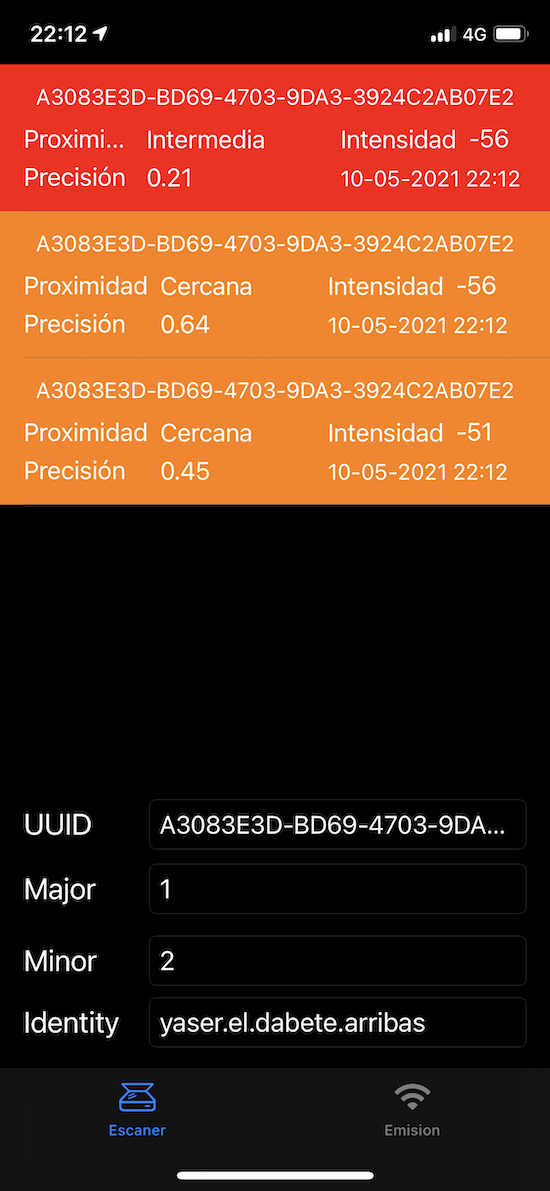 22:12 4G
A3083E3D-BD69-4703-9DA3-3924C2AB07E2
Proximi... Intermedia Intensidad -56
Precisión 0.21 10-05-2021 22:12
A3083E3D-BD69-4703-9DA3-3924C2AB07E2
Proximidad Cercana Intensidad -56
Precisión 0.64 10-05-2021 22:12
A3083E3D-BD69-4703-9DA3-3924C2AB07E2
Proximidad Cercana Intensidad -51
Precisión 0.45 10-05-2021 22:12
UUID A3083E3D-BD69-4703-9DA...
Major 1
Minor 2
Identity yaser.el.dabete.arribas
Escaner Emision